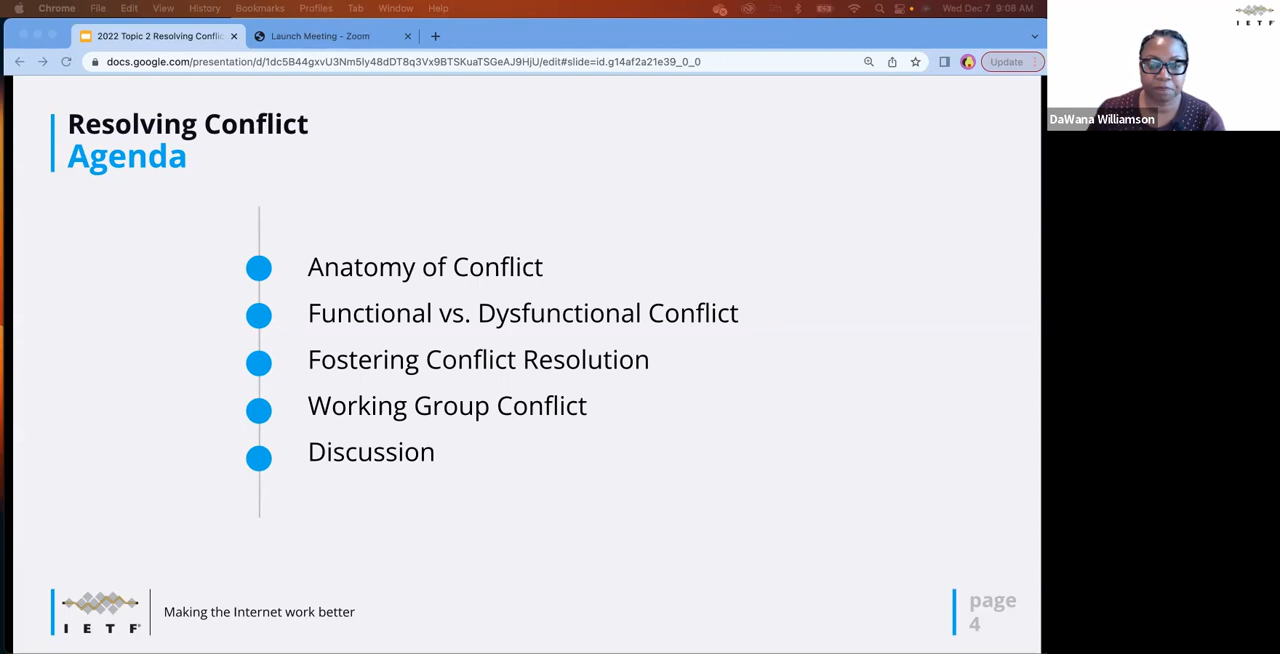 Chrome File Edit View History Bookmarks Profiles Tab Window Help Wed Dec 7 9:08 AM
2022 Topic 2 Resolving Conflic
Launch Meeting - Zoom
docs.google.com/presentation/d/1dc5B44gxvU3Nm5Iy48dDT8q3Vx9BTSKuaTSGeAJ9HjU/edit#slide=id.g14af2a21e39_0_0
Update
IETF
DaWana Williamson
Resolving Conflict
Agenda
Anatomy of Conflict
Functional vs. Dysfunctional Conflict
Fostering Conflict Resolution
Working Group Conflict
Discussion
IETF
Making the Internet work better
page
4